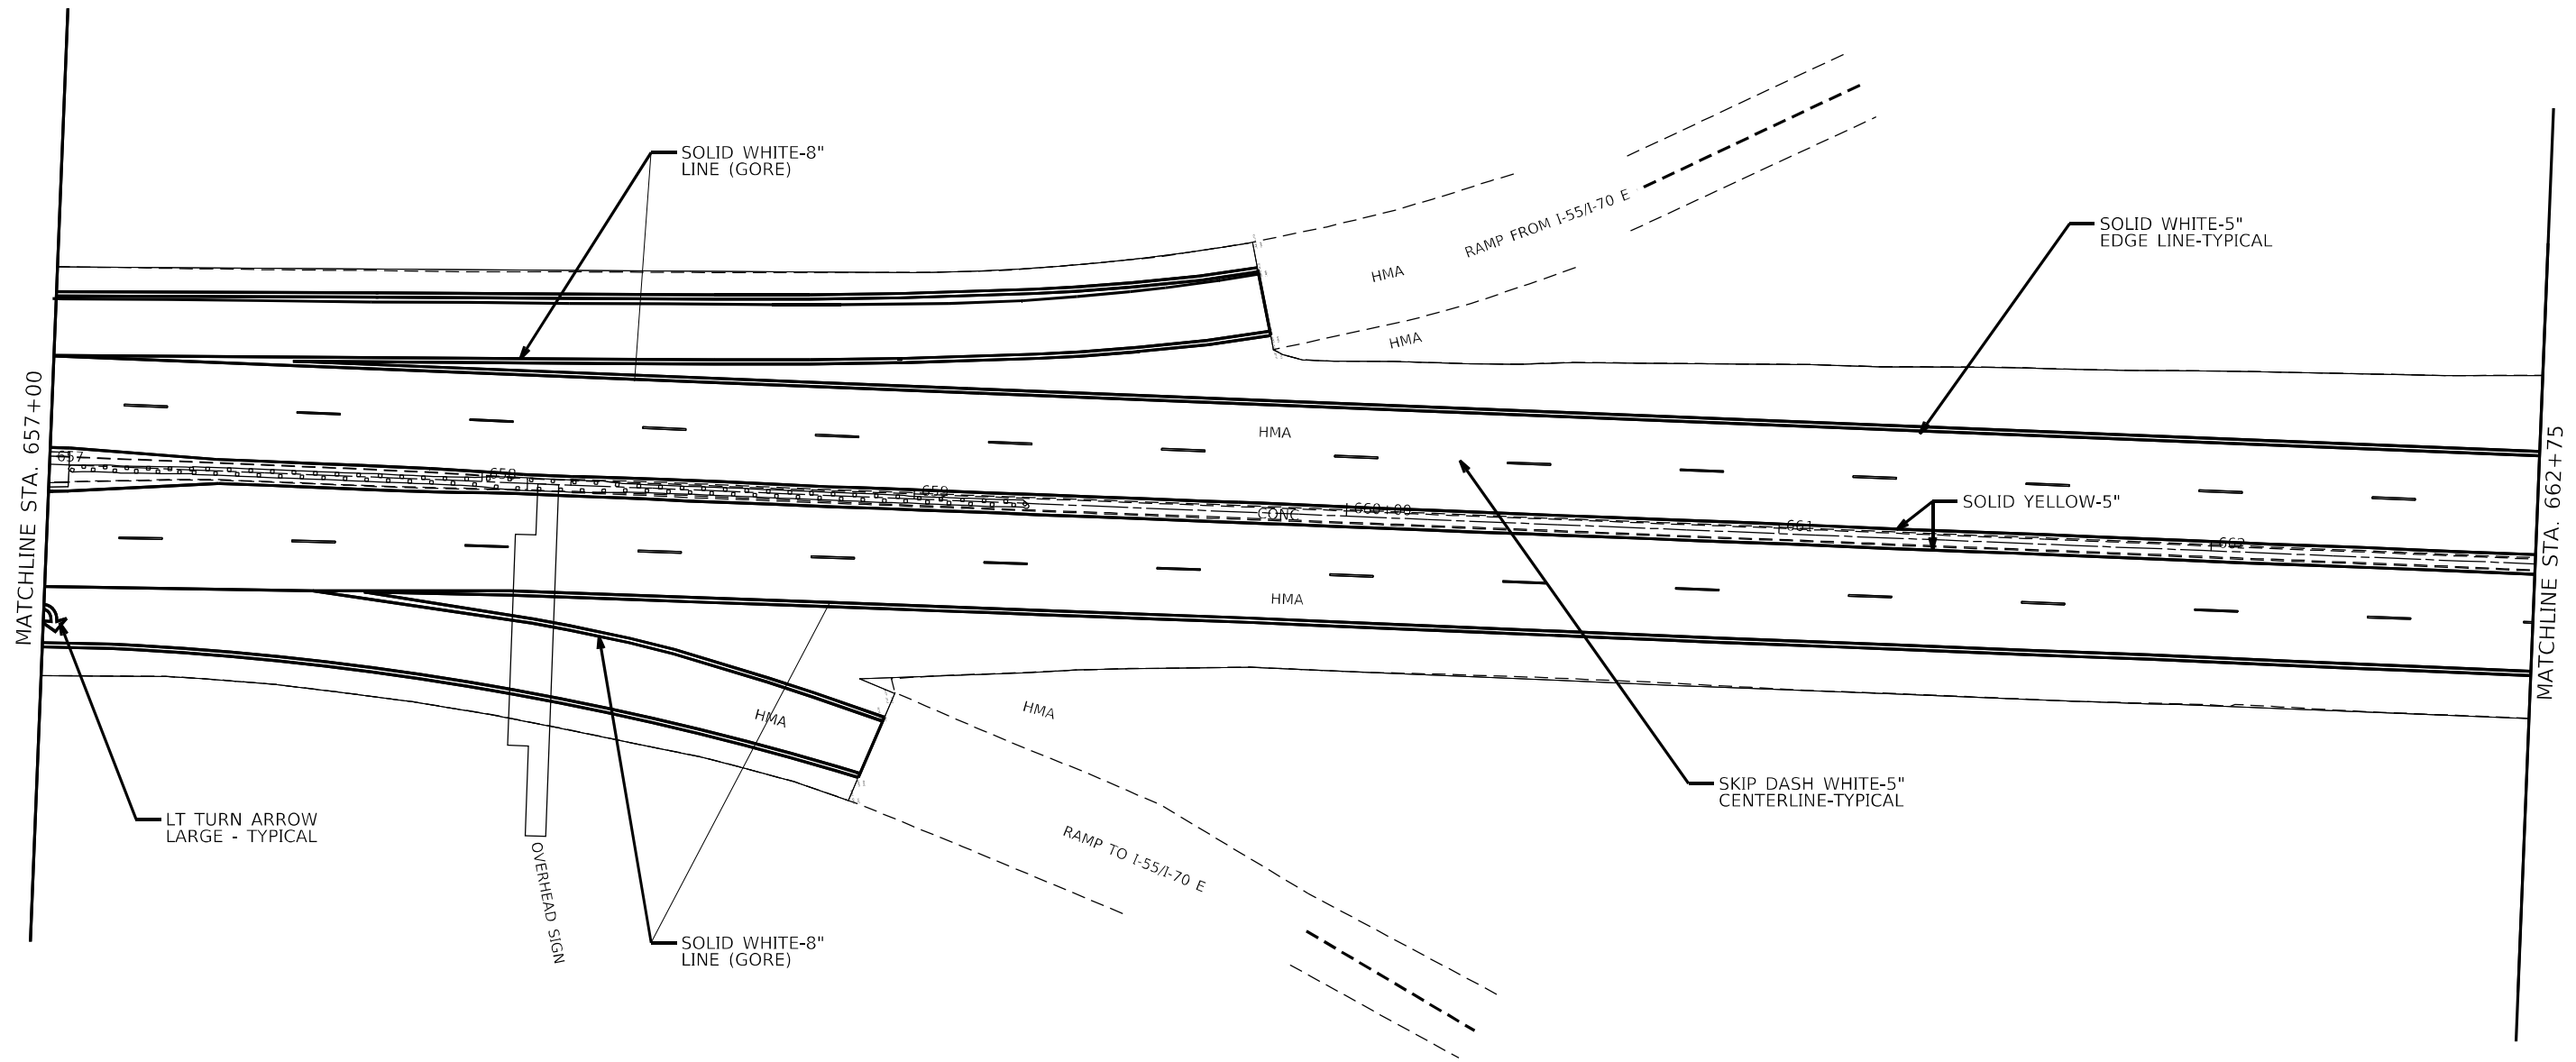 SOLID WHITE-8"
LINE (GORE)
RAMP FROM I-55/I-70 E
SOLID WHITE-5"
EDGE LINE-TYPICAL
HMA
HMA
MATCHLINE STA. 657+00
HMA
657
658
659
CONC
660+00
661
662
SOLID YELLOW-5"
MATCHLINE STA. 662+75
HMA
HMA
HMA
LT TURN ARROW
LARGE - TYPICAL
OVERHEAD SIGN
RAMP TO I-55/I-70 E
SKIP DASH WHITE-5"
CENTERLINE-TYPICAL
SOLID WHITE-8"
LINE (GORE)